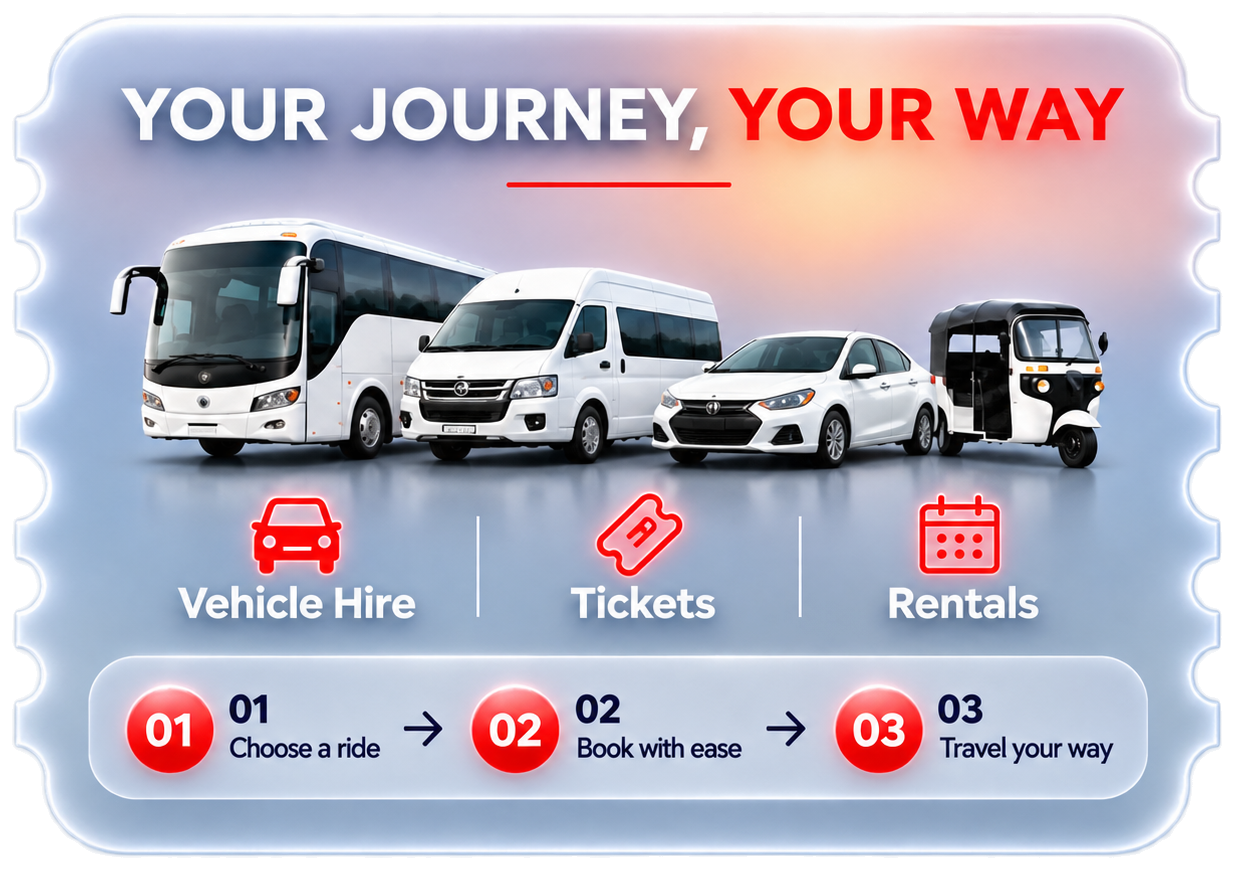 YOUR JOURNEY, YOUR WAY
Vehicle Hire
Tickets
Rentals
01
01
Choose a ride
02
02
Book with ease
03
03
Travel your way